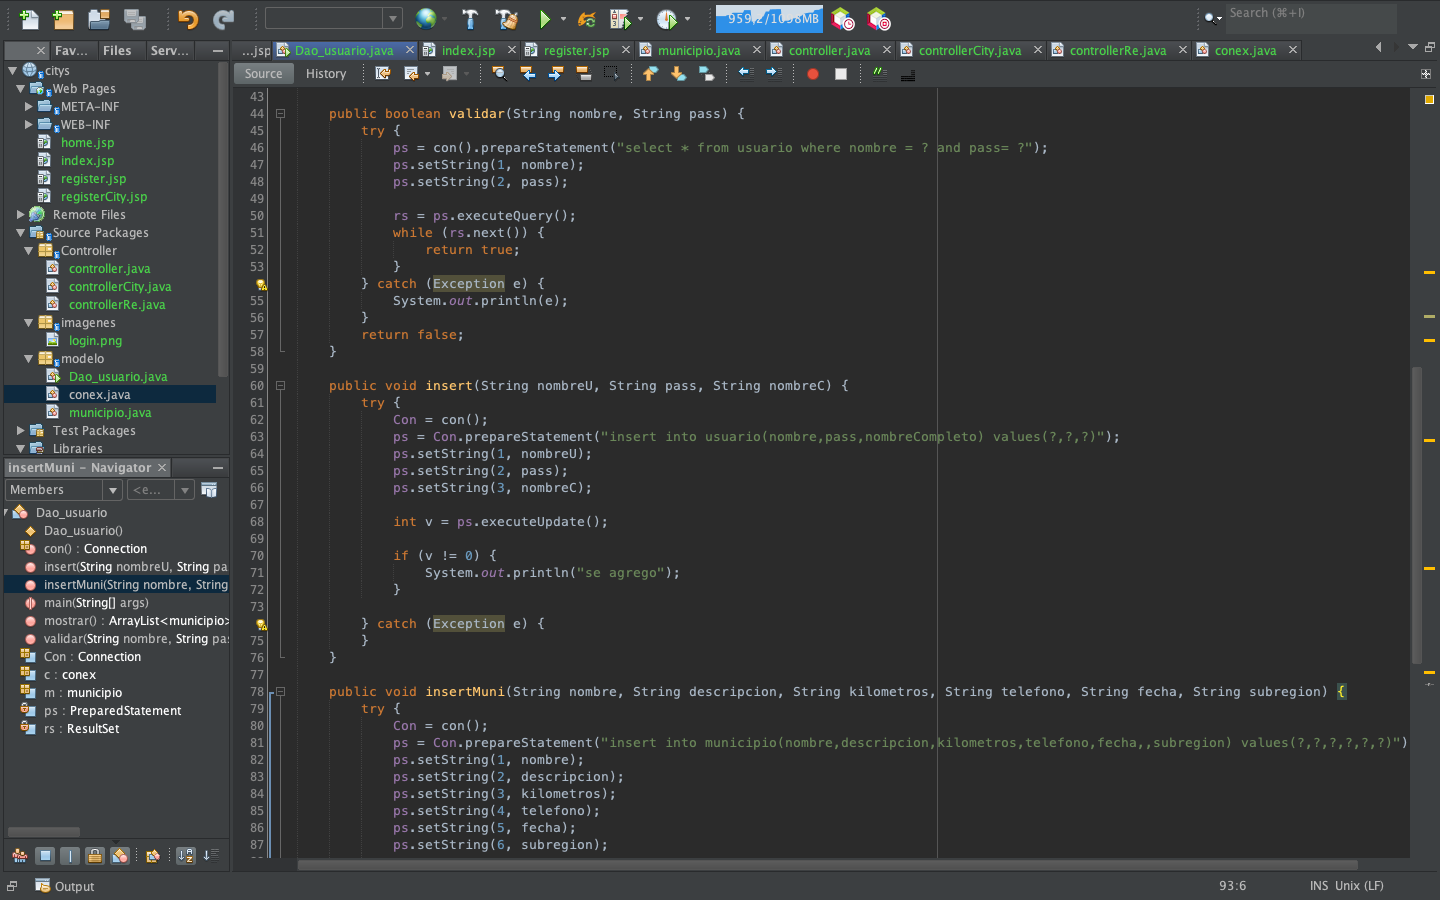 959.2/1058MB
Search (⌘+I)
Fav...
Files
Serv...
...jsp
Dao_usuario.java
index.jsp
register.jsp
municipio.java
controller.java
controllerCity.java
controllerRe.java
conex.java
Source
History
citys
Web Pages
META-INF
WEB-INF
home.jsp
index.jsp
register.jsp
registerCity.jsp
Remote Files
Source Packages
Controller
controller.java
controllerCity.java
controllerRe.java
imagenes
login.png
modelo
Dao_usuario.java
conex.java
municipio.java
Test Packages
Libraries
insertMuni – Navigator
Members
<e...
Dao_usuario
Dao_usuario()
con() : Connection
insert(String nombreU, String pa
insertMuni(String nombre, String
main(String[] args)
mostrar() : ArrayList<municipio>
validar(String nombre, String pas
Con : Connection
c : conex
m : municipio
ps : PreparedStatement
rs : ResultSet
43
44 public boolean validar(String nombre, String pass) {
45 try {
46 ps = con().prepareStatement("select * from usuario where nombre = ? and pass= ?");
47 ps.setString(1, nombre);
48 ps.setString(2, pass);
49
50 rs = ps.executeQuery();
51 while (rs.next()) {
52 return true;
53 }
} catch (Exception e) {
55 System.out.println(e);
56 }
57 return false;
58 }
59
60 public void insert(String nombreU, String pass, String nombreC) {
61 try {
62 Con = con();
63 ps = Con.prepareStatement("insert into usuario(nombre,pass,nombreCompleto) values(?,?,?)");
64 ps.setString(1, nombreU);
65 ps.setString(2, pass);
66 ps.setString(3, nombreC);
67
68 int v = ps.executeUpdate();
69
70 if (v != 0) {
71 System.out.println("se agrego");
72 }
73
} catch (Exception e) {
75 }
76 }
77
78 public void insertMuni(String nombre, String descripcion, String kilometros, String telefono, String fecha, String subregion) {
79 try {
80 Con = con();
81 ps = Con.prepareStatement("insert into municipio(nombre,descripcion,kilometros,telefono,fecha,,subregion) values(?,?,?,?,?,?)")
82 ps.setString(1, nombre);
83 ps.setString(2, descripcion);
84 ps.setString(3, kilometros);
85 ps.setString(4, telefono);
86 ps.setString(5, fecha);
87 ps.setString(6, subregion);
Output
93:6
INS Unix (LF)